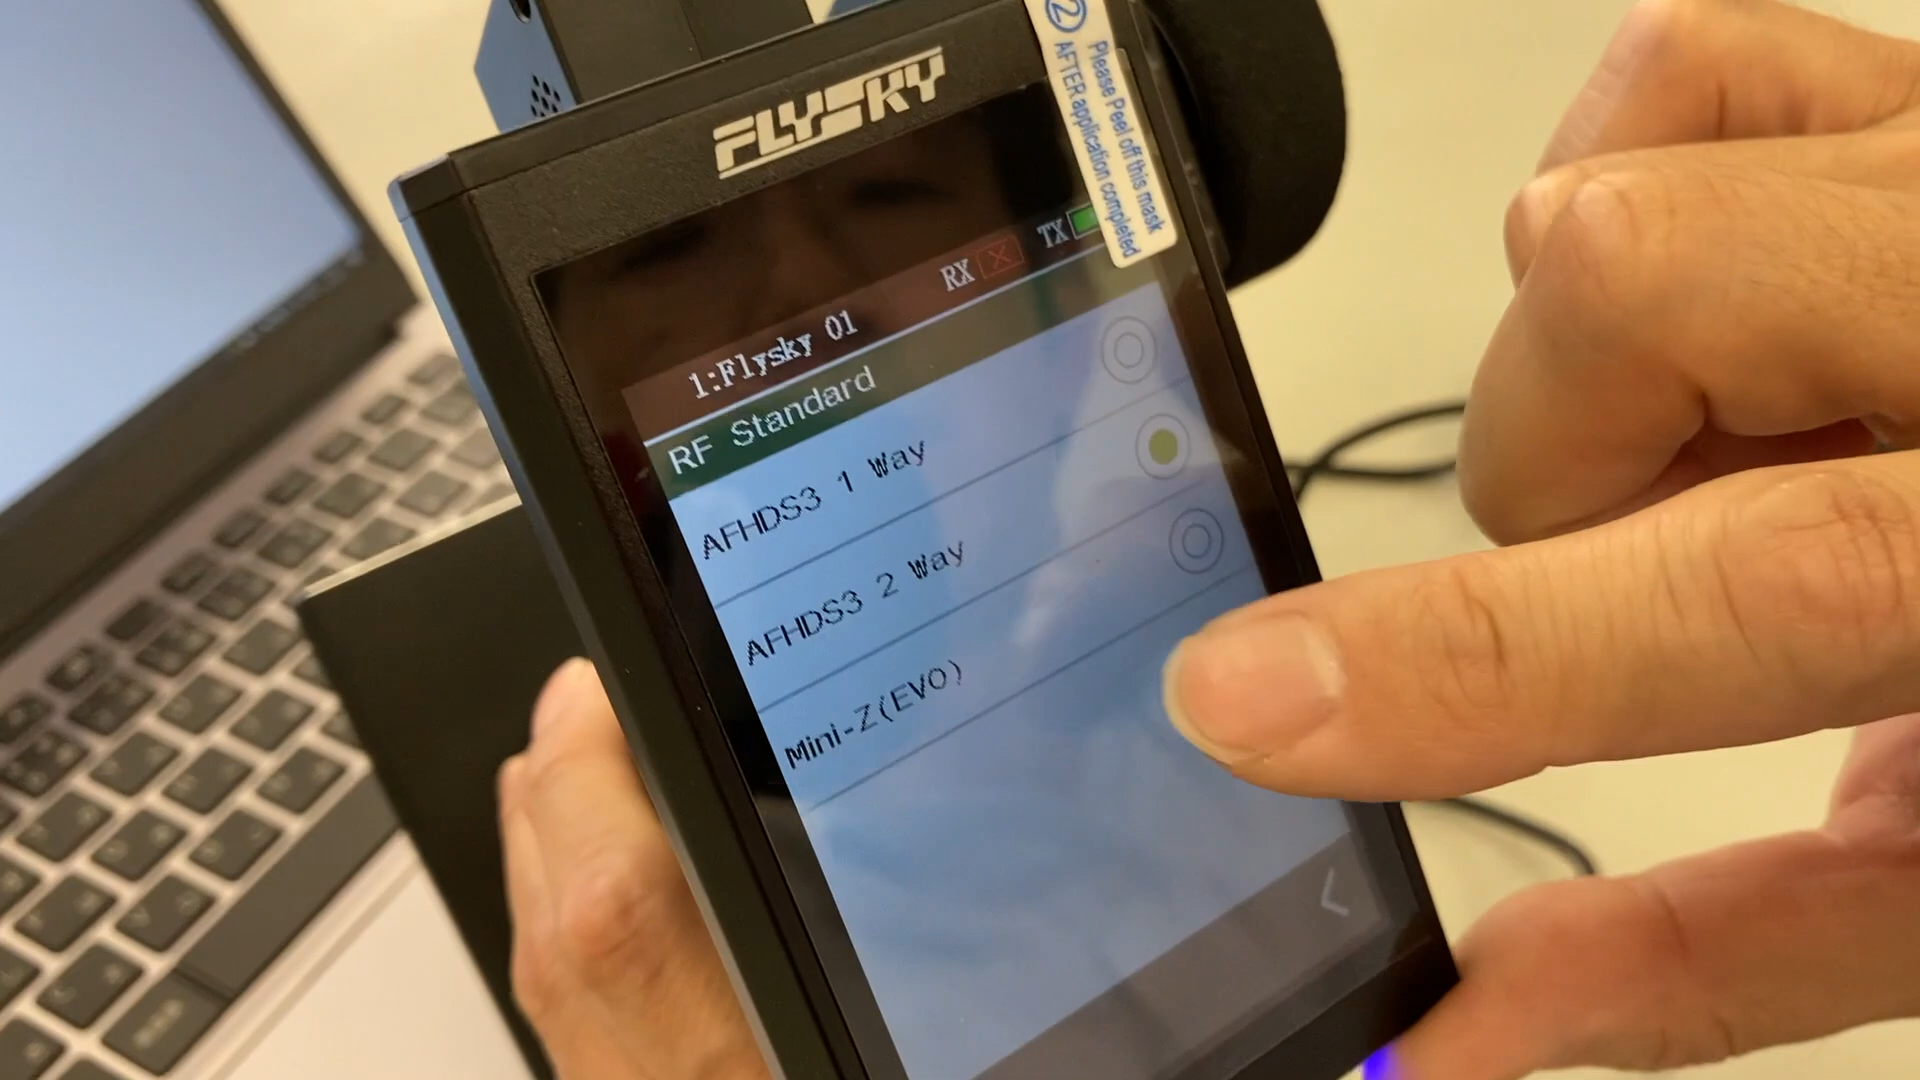 FLYSKY
② Please Peel off this mask
AFTER application completed
RX TX
1:Flysky 01
RF Standard
AFHDS3 1 Way
AFHDS3 2 Way
Mini-Z(EVO)